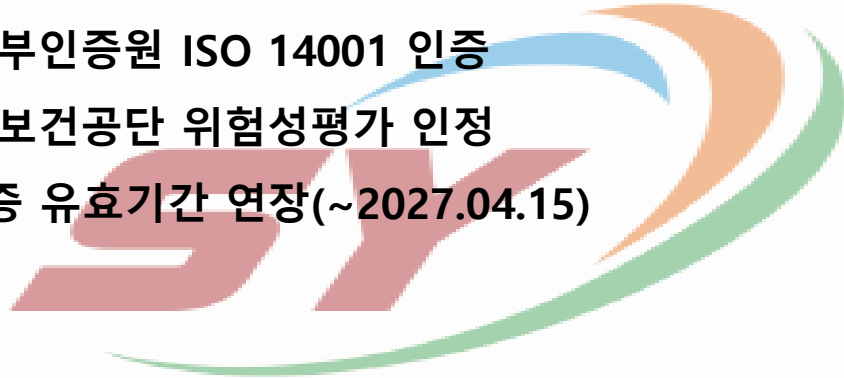 부인증원 ISO 14001 인증
보건공단 위험성평가 인정
증 유효기간 연장(~2027.04.15)
SY